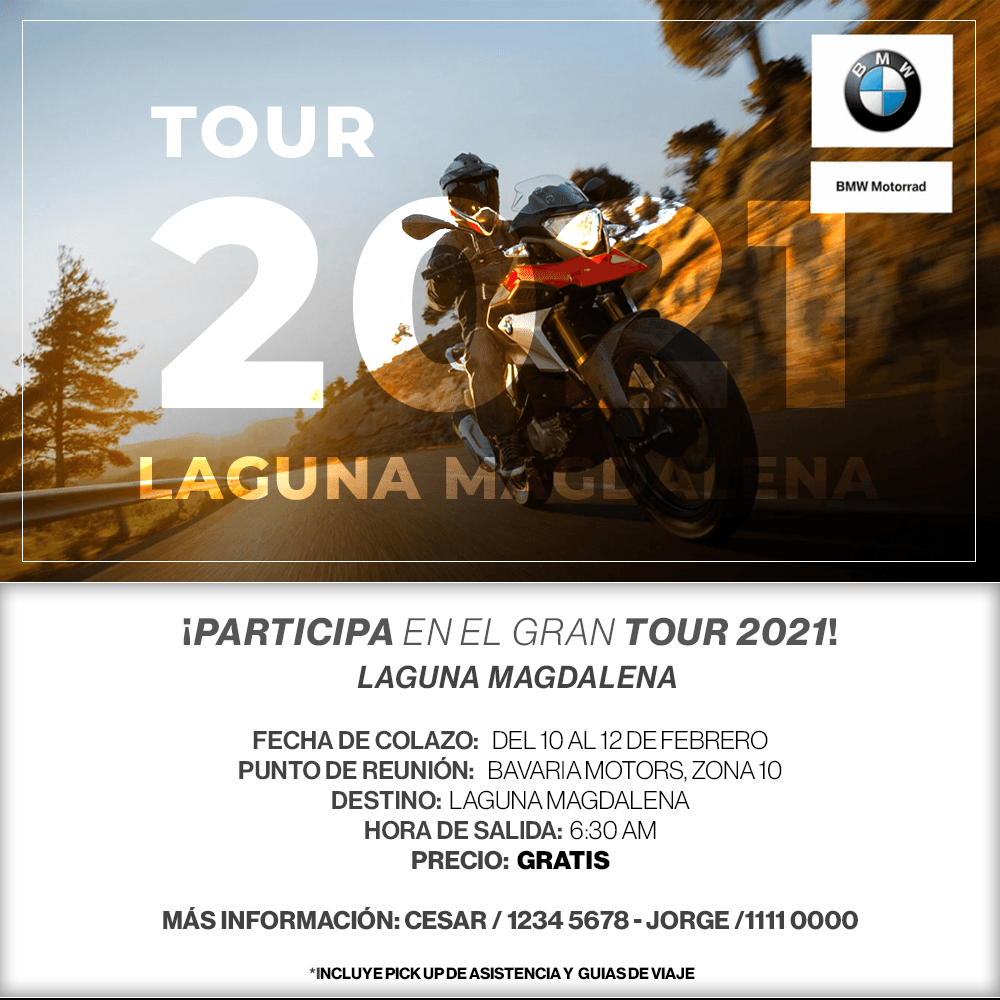 TOUR
2021
LAGUNA MAGDALENA
BMW
BMW Motorrad
¡PARTICIPA EN EL GRAN TOUR 2021!
LAGUNA MAGDALENA
FECHA DE COLAZO: DEL 10 AL 12 DE FEBRERO
PUNTO DE REUNIÓN: BAVARIA MOTORS, ZONA 10
DESTINO: LAGUNA MAGDALENA
HORA DE SALIDA: 6:30 AM
PRECIO: GRATIS
MÁS INFORMACIÓN: CESAR / 1234 5678 - JORGE /1111 0000
*INCLUYE PICK UP DE ASISTENCIA Y GUIAS DE VIAJE